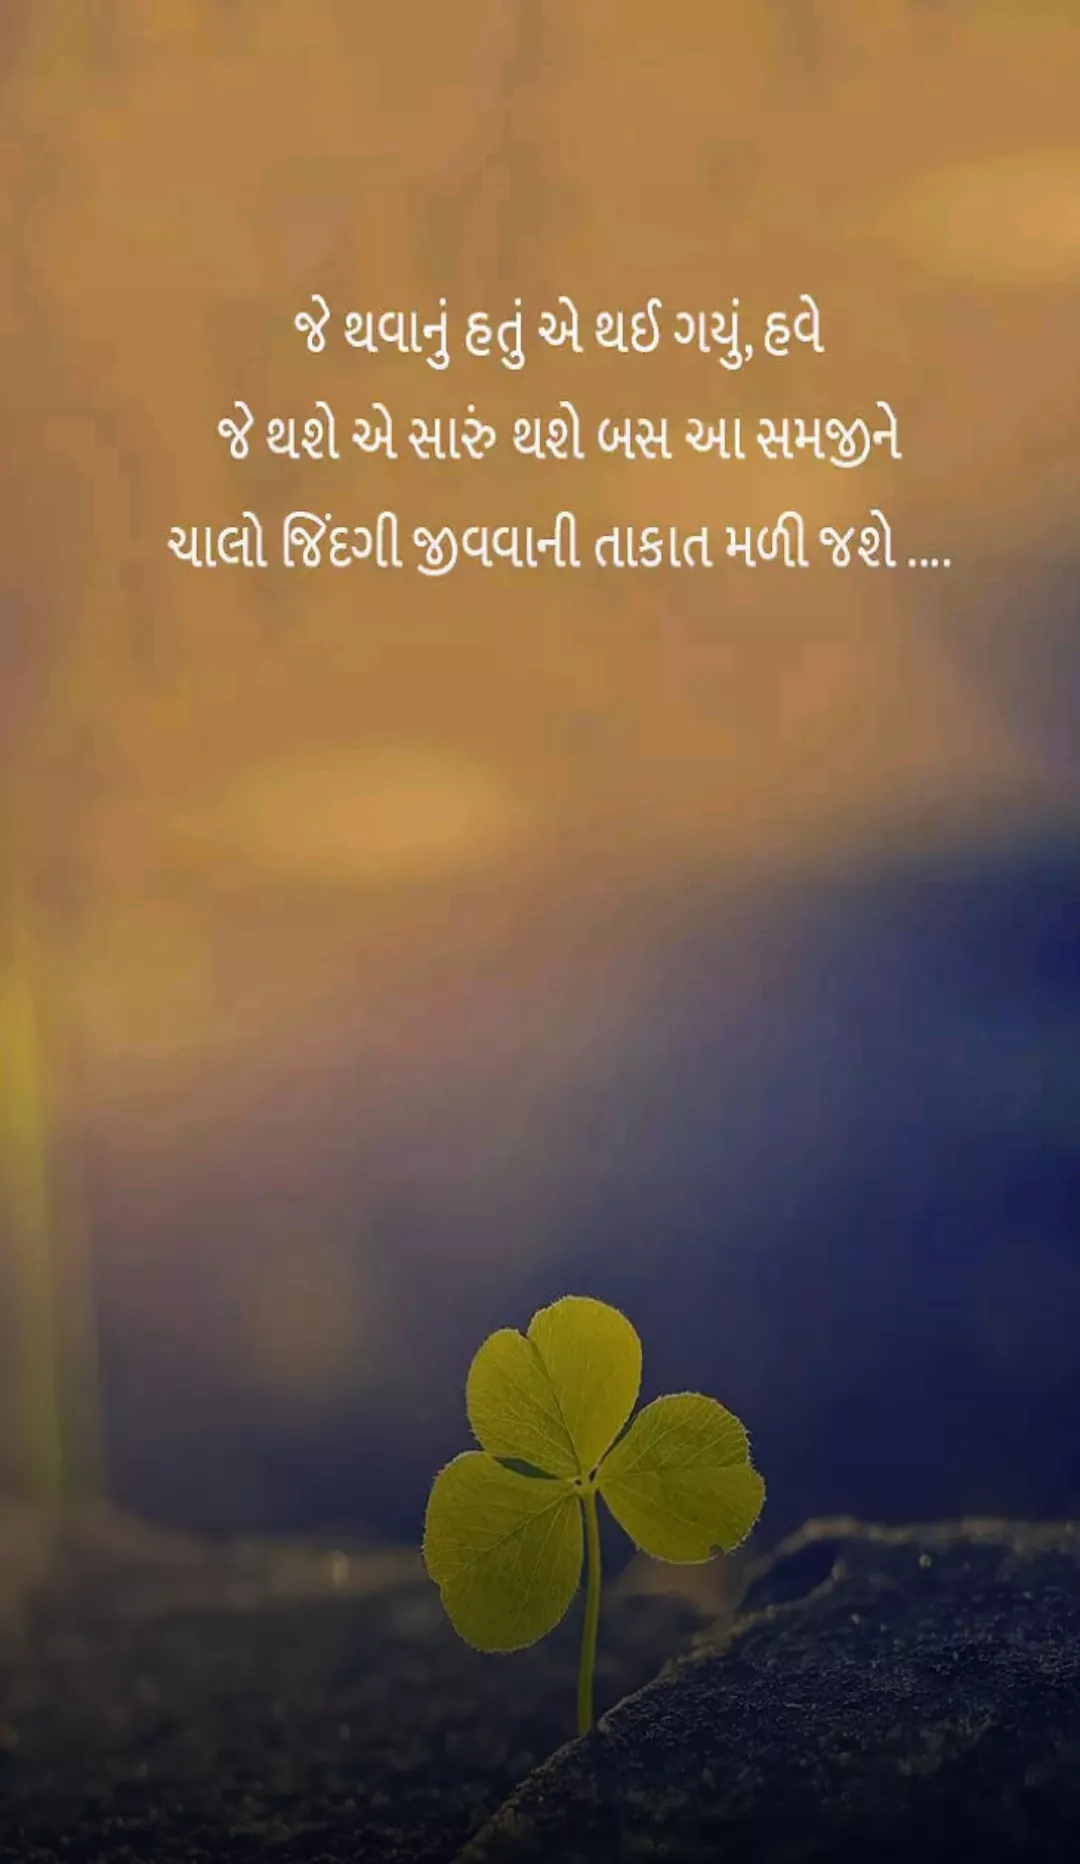 જે થવાનું હતું એ થઈ ગયું, હવે
જે થશે એ સારું થશે બસ આ સમજીને
ચાલો જિંદગી જીવવાની તાકાત મળી જશે ....